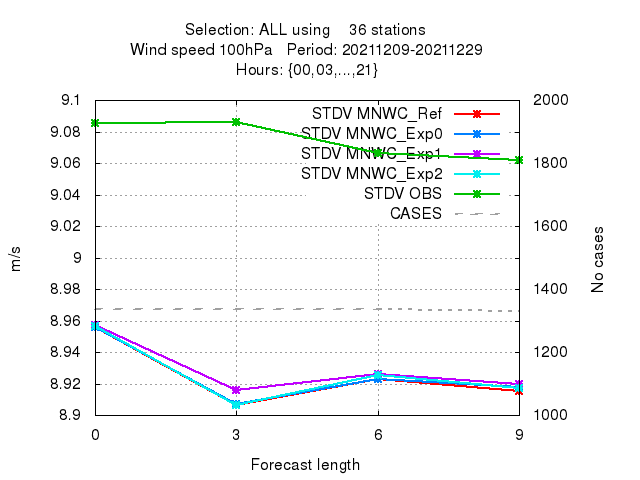 Selection: ALL using 36 stations
Wind speed 100hPa Period: 20211209-20211229
Hours: {00,03,...,21}
9.1
9.08
9.06
9.04
9.02
9
8.98
8.96
8.94
8.92
8.9
m/s
STDV MNWC_Ref
STDV MNWC_Exp0
STDV MNWC_Exp1
STDV MNWC_Exp2
STDV OBS
CASES
2000
1800
1600
1400
1200
1000
No cases
0 3 6 9
Forecast length